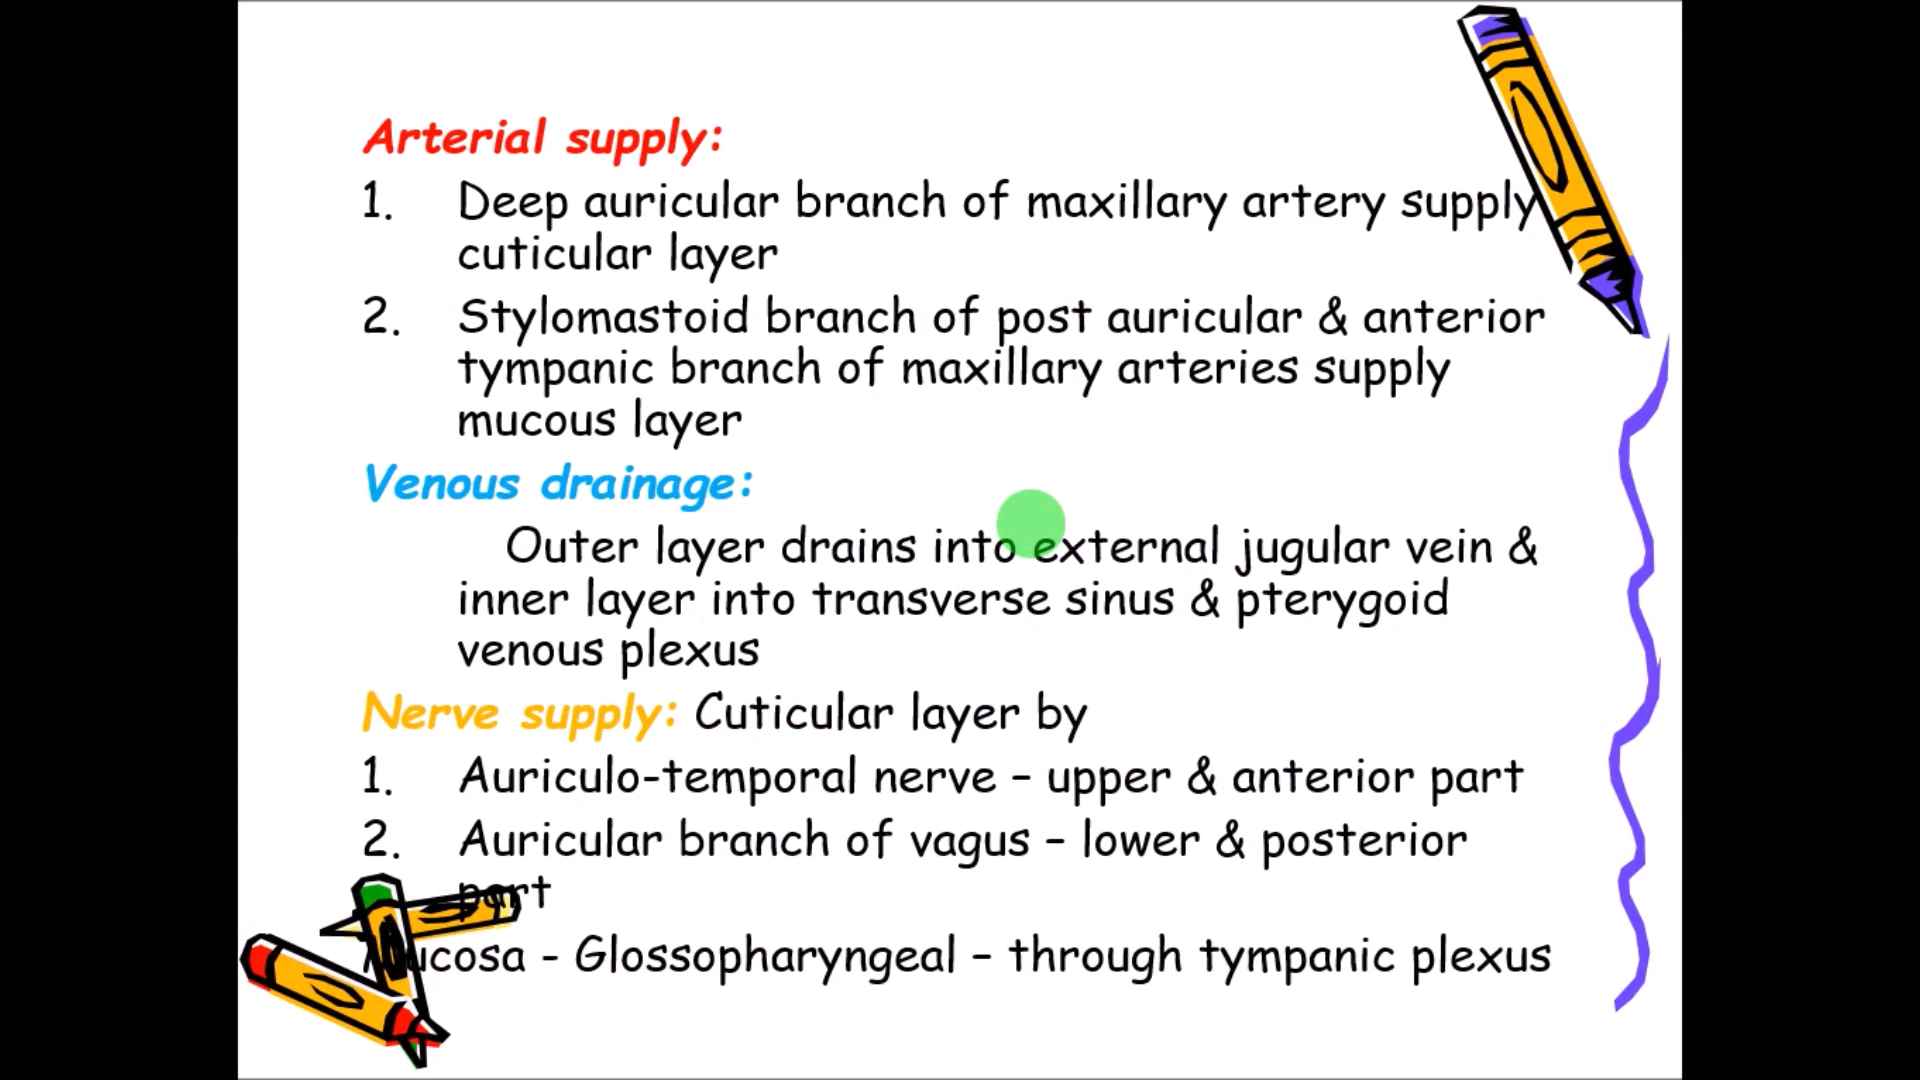 Arterial supply:
1. Deep auricular branch of maxillary artery supply
cuticular layer
2. Stylomastoid branch of post auricular & anterior
tympanic branch of maxillary arteries supply
mucous layer
Venous drainage:
Outer layer drains into external jugular vein &
inner layer into transverse sinus & pterygoid
venous plexus
Nerve supply: Cuticular layer by
1. Auriculo-temporal nerve – upper & anterior part
2. Auricular branch of vagus – lower & posterior
part
Mucosa - Glossopharyngeal – through tympanic plexus